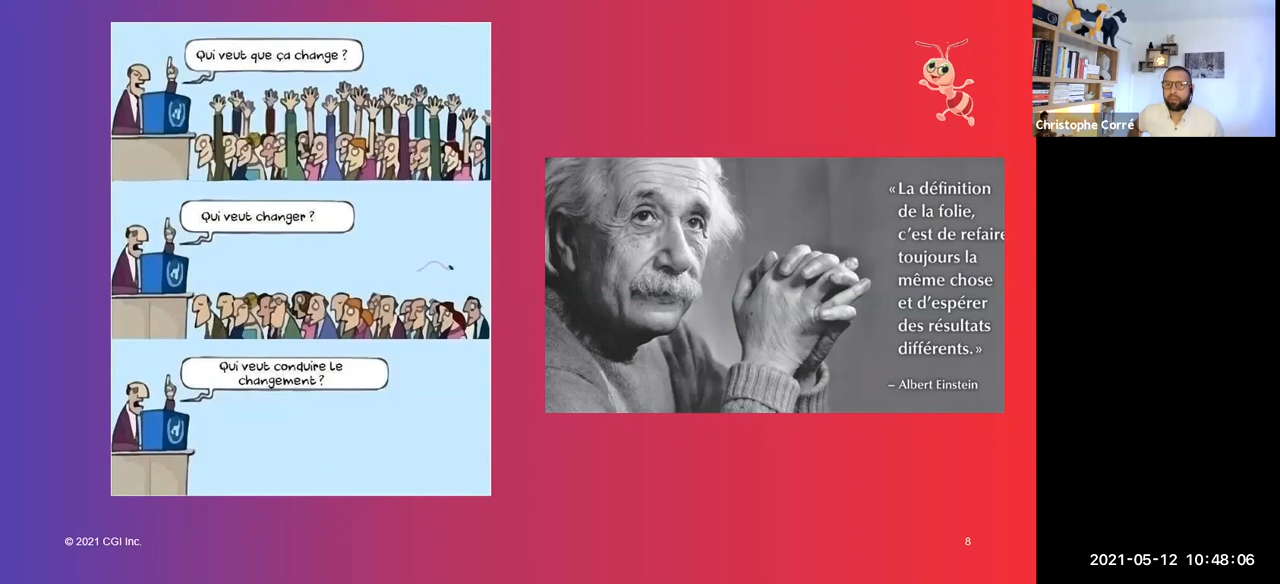 Qui veut que ça change ?
Qui veut changer ?
Qui veut conduire le
changement ?
« La définition
de la folie,
c'est de refaire
toujours la
même chose
et d'espérer
des résultats
différents. »
– Albert Einstein
© 2021 CGI Inc.
8
Christophe Corré
2021-05-12 10:48:06